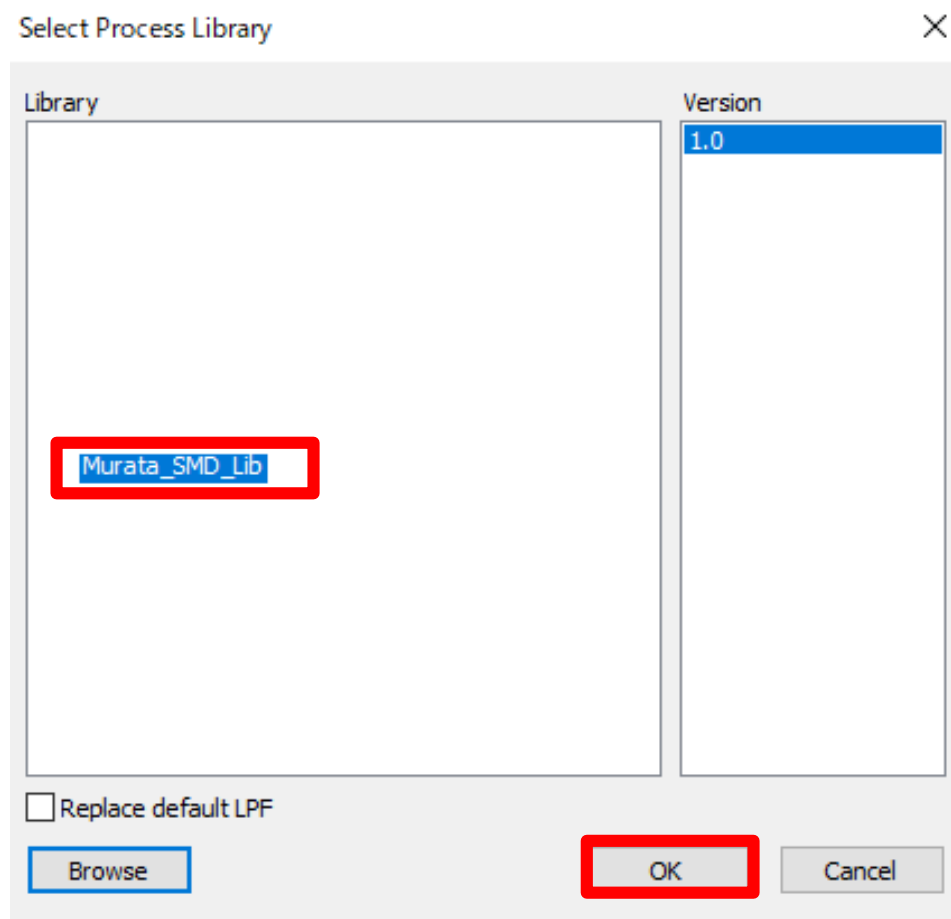 Select Process Library
Library
Version
1.0
Murata_SMD_Lib
Replace default LPF
Browse
OK
Cancel